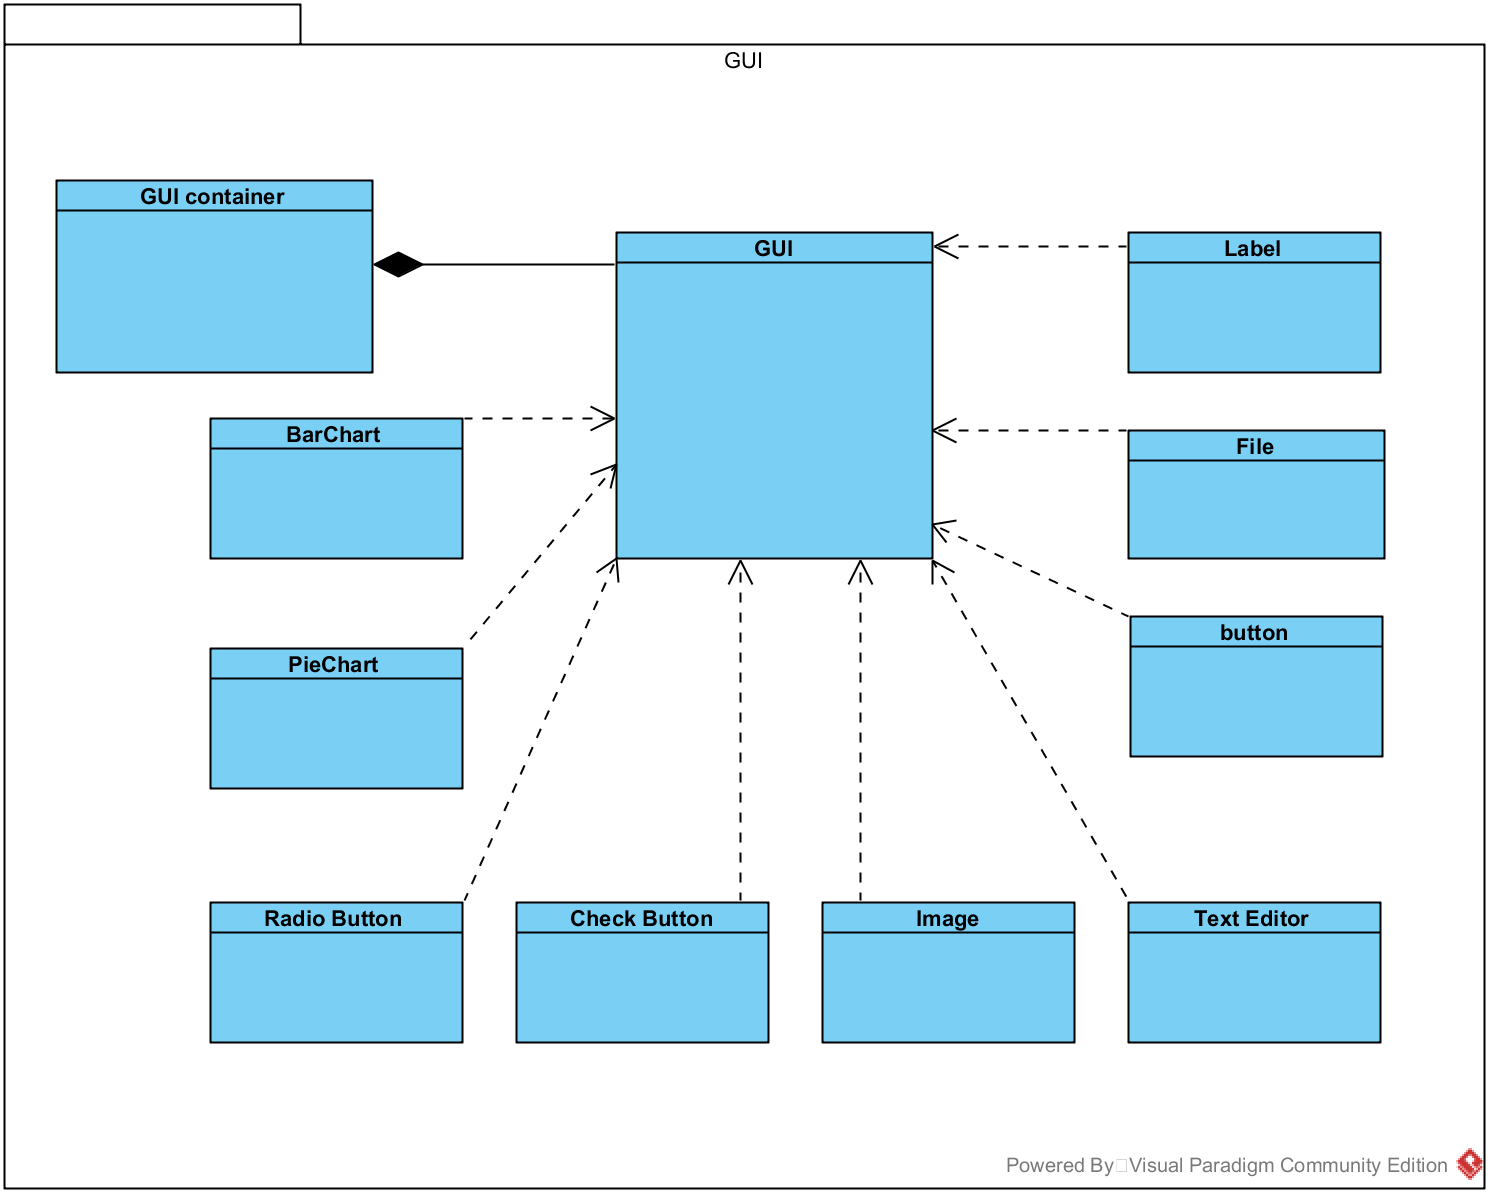 GUI
GUI container
GUI
Label
BarChart
File
button
PieChart
Radio Button
Check Button
Image
Text Editor
Powered By Visual Paradigm Community Edition